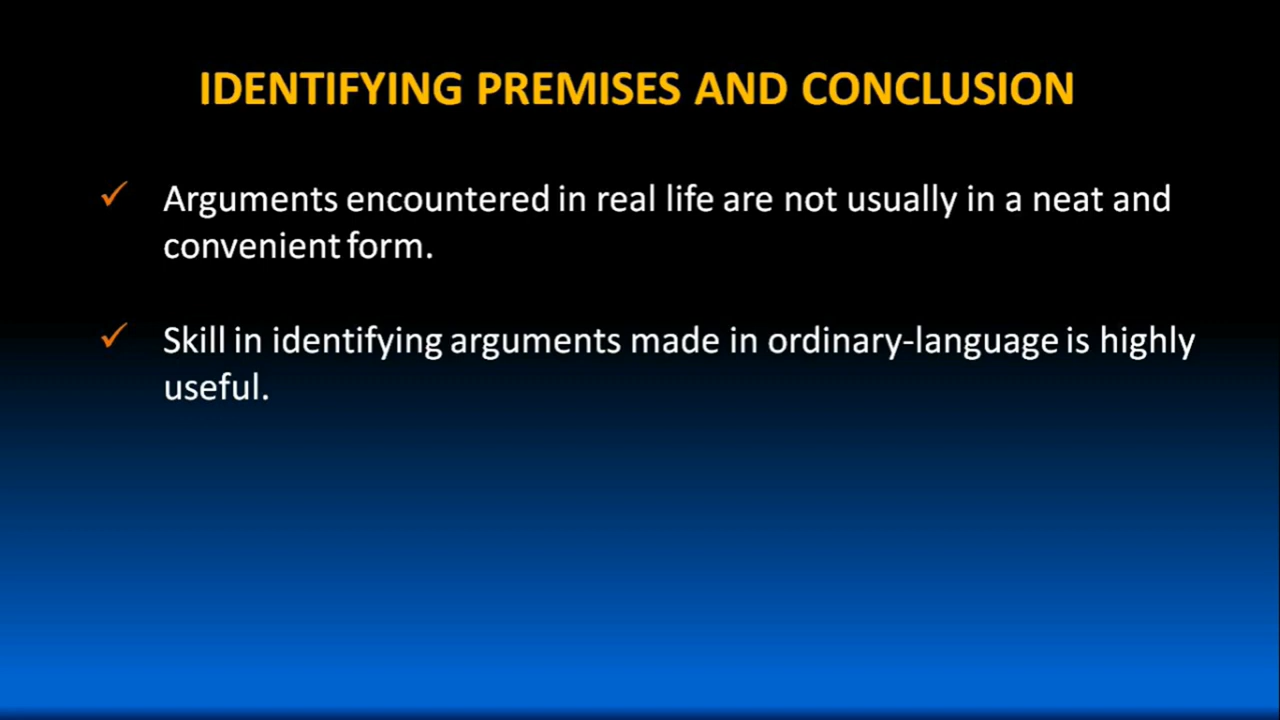 IDENTIFYING PREMISES AND CONCLUSION
✓ Arguments encountered in real life are not usually in a neat and
convenient form.
✓ Skill in identifying arguments made in ordinary-language is highly
useful.